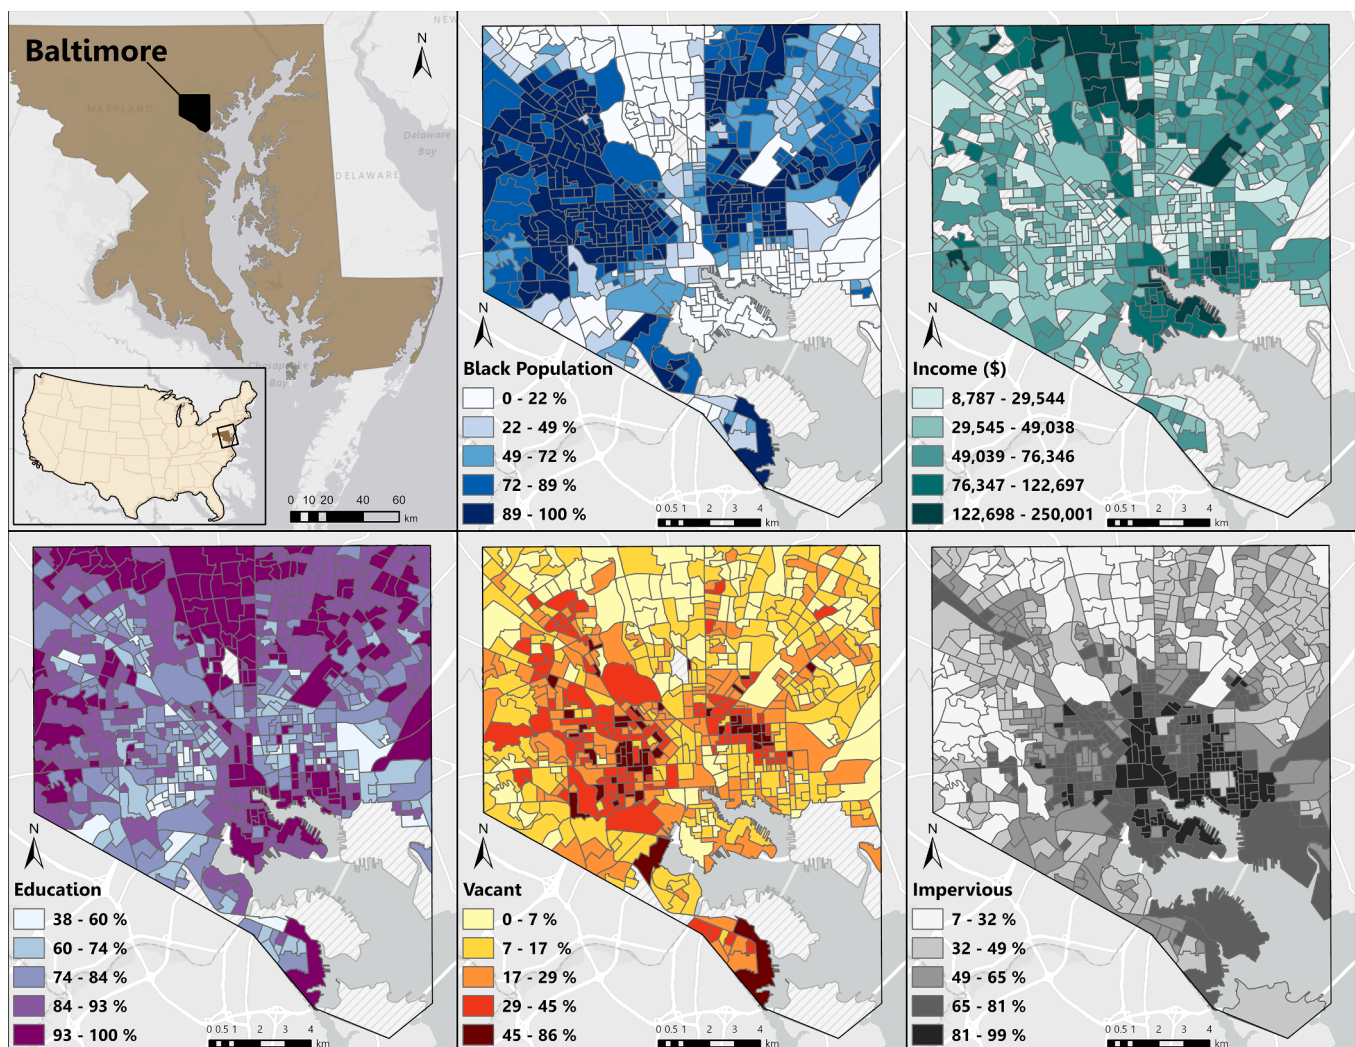 Baltimore
N
NEW
MARYLAND
Delaware
Bay
DELAWARE
Chesapeake
Bay
0 10 20 40 60
km
N
Black Population
0 - 22 %
22 - 49 %
49 - 72 %
72 - 89 %
89 - 100 %
0 0.5 1 2 3 4
km
N
Income ($)
8,787 - 29,544
29,545 - 49,038
49,039 - 76,346
76,347 - 122,697
122,698 - 250,001
0 0.5 1 2 3 4
km
N
Education
38 - 60 %
60 - 74 %
74 - 84 %
84 - 93 %
93 - 100 %
0 0.5 1 2 3 4
km
N
Vacant
0 - 7 %
7 - 17 %
17 - 29 %
29 - 45 %
45 - 86 %
0 0.5 1 2 3 4
km
N
Impervious
7 - 32 %
32 - 49 %
49 - 65 %
65 - 81 %
81 - 99 %
0 0.5 1 2 3 4
km